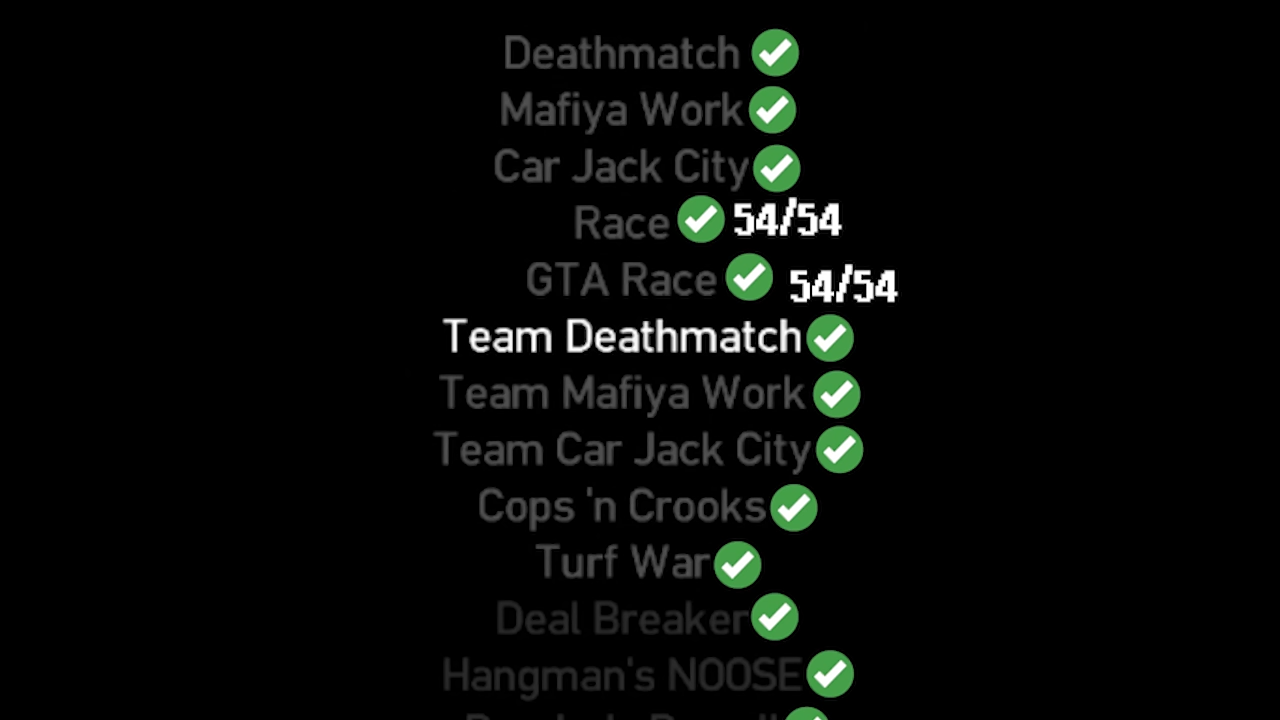 Deathmatch
Mafiya Work
Car Jack City
Race 54/54
GTA Race 54/54
Team Deathmatch
Team Mafiya Work
Team Car Jack City
Cops 'n Crooks
Turf War
Deal Breaker
Hangman's NOOSE